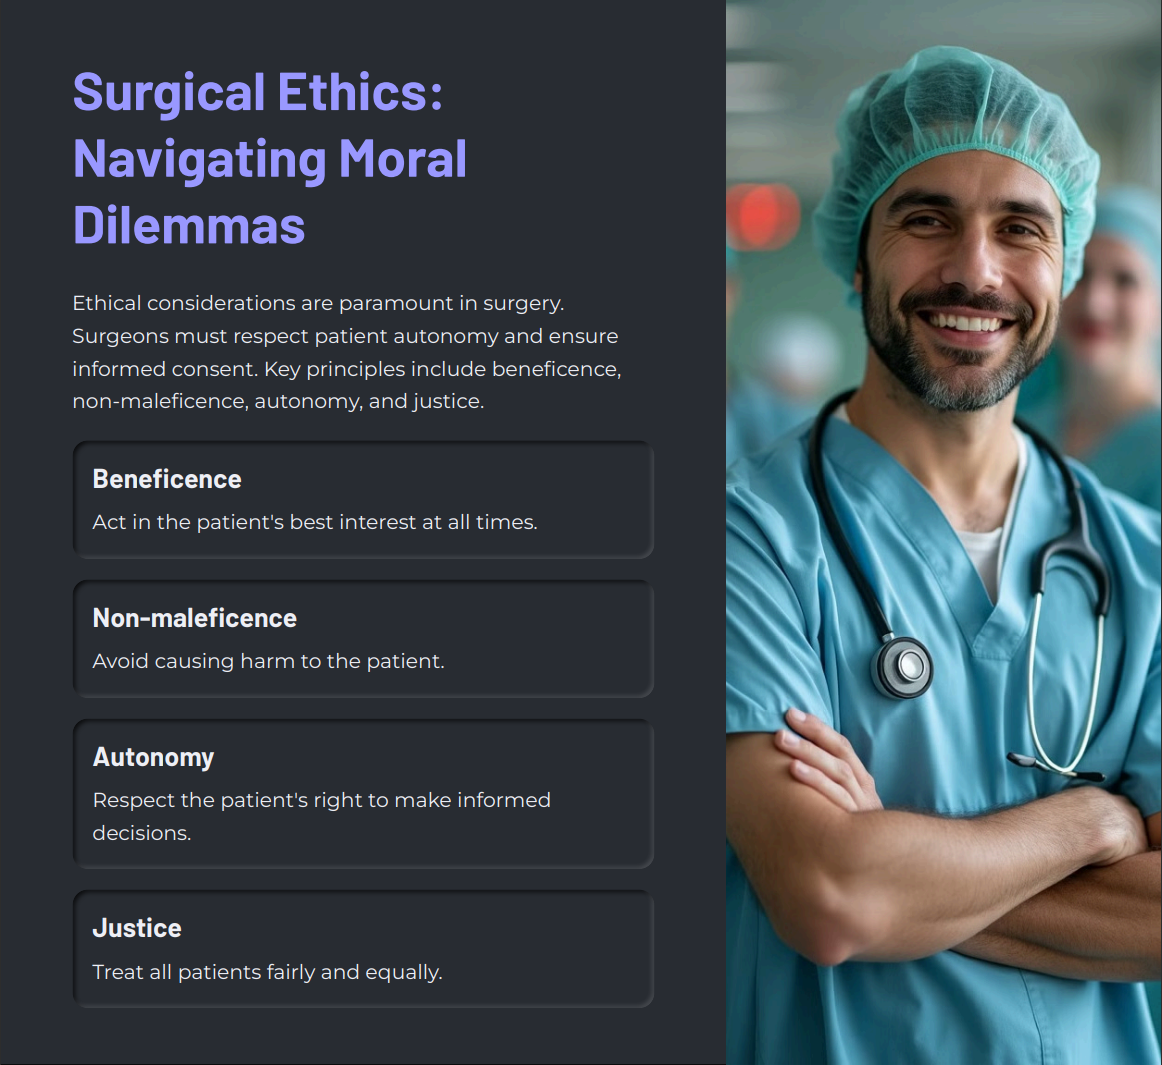 Surgical Ethics:
Navigating Moral
Dilemmas
Ethical considerations are paramount in surgery.
Surgeons must respect patient autonomy and ensure
informed consent. Key principles include beneficence,
non-maleficence, autonomy, and justice.
Beneficence
Act in the patient's best interest at all times.
Non-maleficence
Avoid causing harm to the patient.
Autonomy
Respect the patient's right to make informed
decisions.
Justice
Treat all patients fairly and equally.